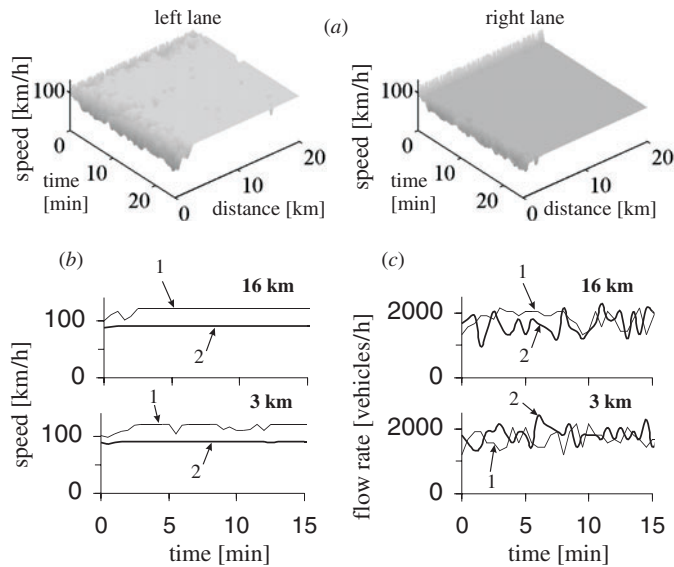 left lane
(a)
right lane
speed [km/h]
100
0
10
20
time
[min]
0
10
20
distance [km]
speed [km/h]
100
0
10
20
time
[min]
0
10
20
distance [km]
(b)
1
16 km
100
2
0
speed [km/h]
1
3 km
100
2
0
0
5
10
15
time [min]
(c)
1
16 km
2000
2
0
flow rate [vehicles/h]
2
3 km
2000
1
0
0
5
10
15
time [min]